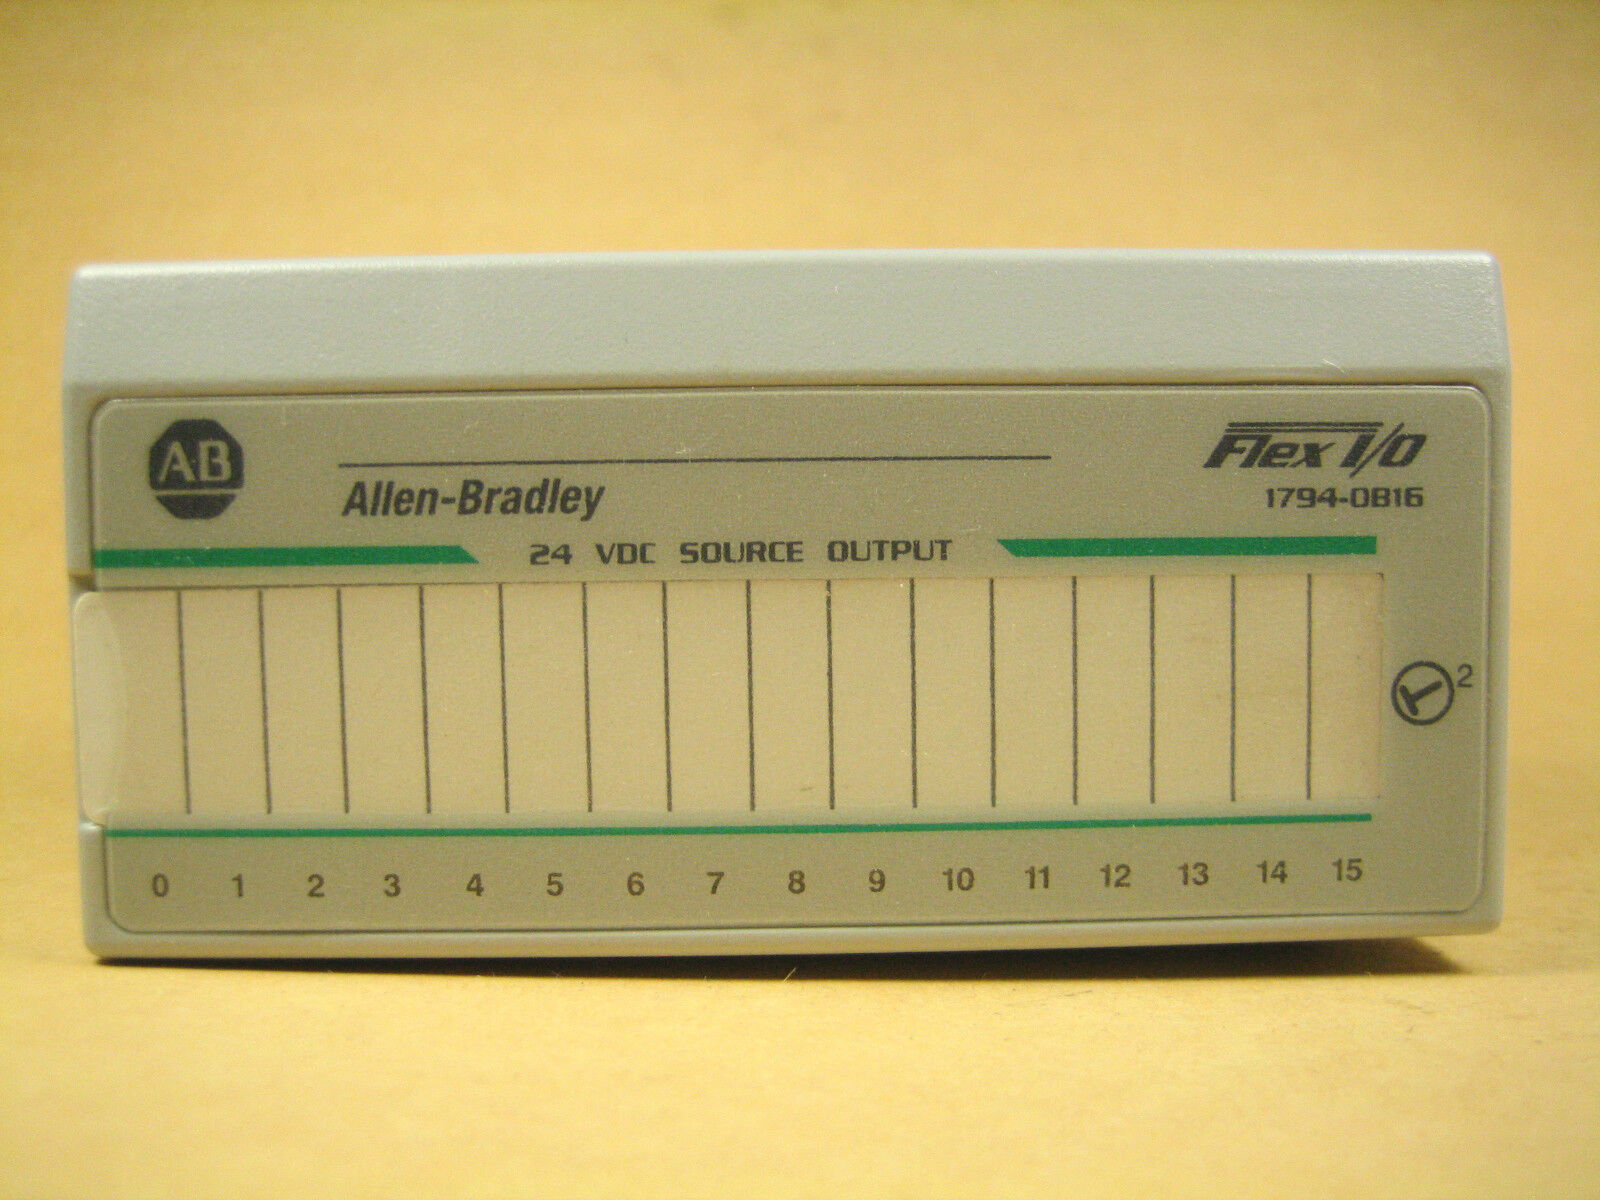 AB
Allen-Bradley
Flex I/O
1794-OB16
24 VDC SOURCE OUTPUT
2
0 1 2 3 4 5 6 7 8 9 10 11 12 13 14 15